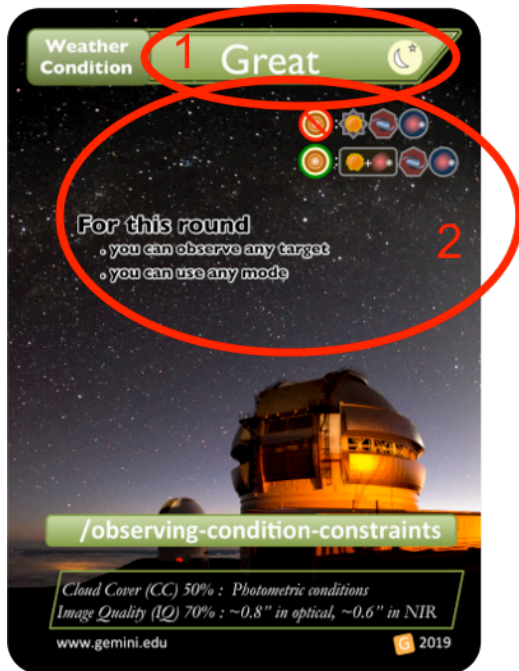 Weather
Condition
1
Great
:
:
+
For this round
. you can observe any target
. you can use any mode
2
/observing-condition-constraints
Cloud Cover (CC) 50% : Photometric conditions
Image Quality (IQ) 70% : ~0.8” in optical, ~0.6” in NIR
www.gemini.edu
G 2019